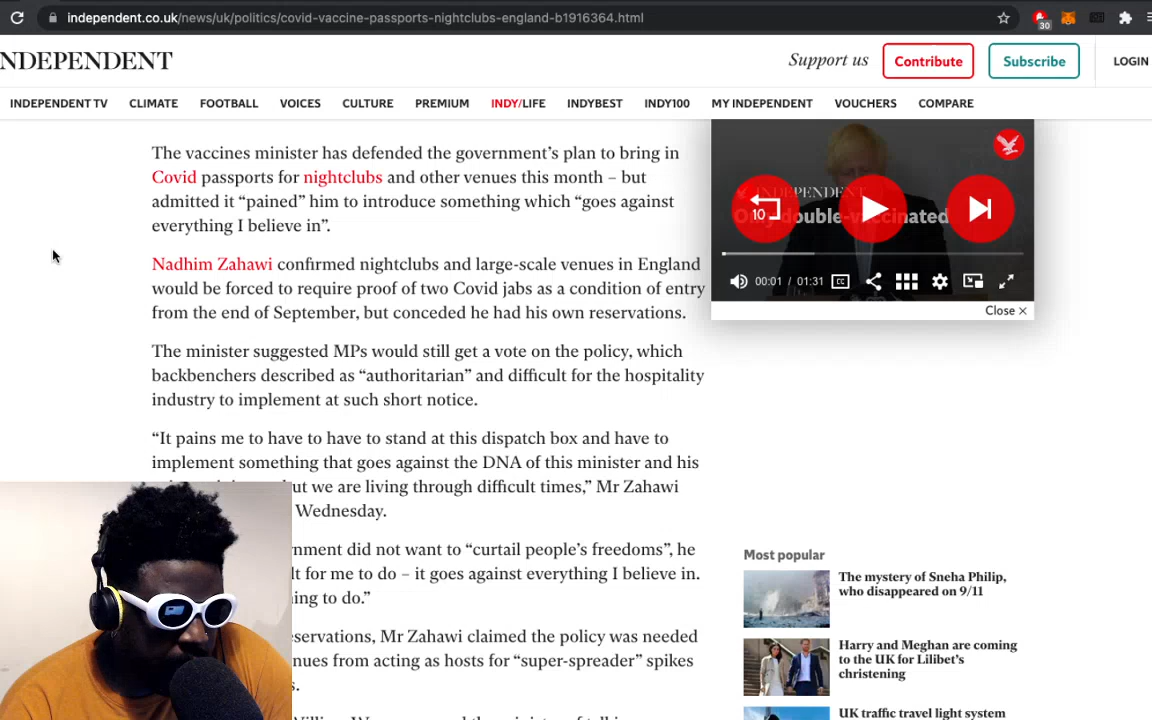 independent.co.uk/news/uk/politics/covid-vaccine-passports-nightclubs-england-b1916364.html
30
NDEPENDENT
Support us
Contribute
Subscribe
LOGIN
INDEPENDENT TV CLIMATE FOOTBALL VOICES CULTURE PREMIUM INDY/LIFE INDYBEST INDY100 MY INDEPENDENT VOUCHERS COMPARE
The vaccines minister has defended the government’s plan to bring in
Covid passports for nightclubs and other venues this month – but
admitted it “pained” him to introduce something which “goes against
everything I believe in”.
Nadhim Zahawi confirmed nightclubs and large-scale venues in England
would be forced to require proof of two Covid jabs as a condition of entry
from the end of September, but conceded he had his own reservations.
The minister suggested MPs would still get a vote on the policy, which
backbenchers described as “authoritarian” and difficult for the hospitality
industry to implement at such short notice.
“It pains me to have to have to stand at this dispatch box and have to
implement something that goes against the DNA of this minister and his
but we are living through difficult times,” Mr Zahawi
Wednesday.
did not want to “curtail people’s freedoms”, he
for me to do – it goes against everything I believe in.
to do.”
Mr Zahawi claimed the policy was needed
from acting as hosts for “super-spreader” spikes
INDEPENDENT
Only double-vaccinated
10
00:01 / 01:31
CC
Close ×
Most popular
The mystery of Sneha Philip,
who disappeared on 9/11
Harry and Meghan are coming
to the UK for Lilibet’s
christening
UK traffic travel light system